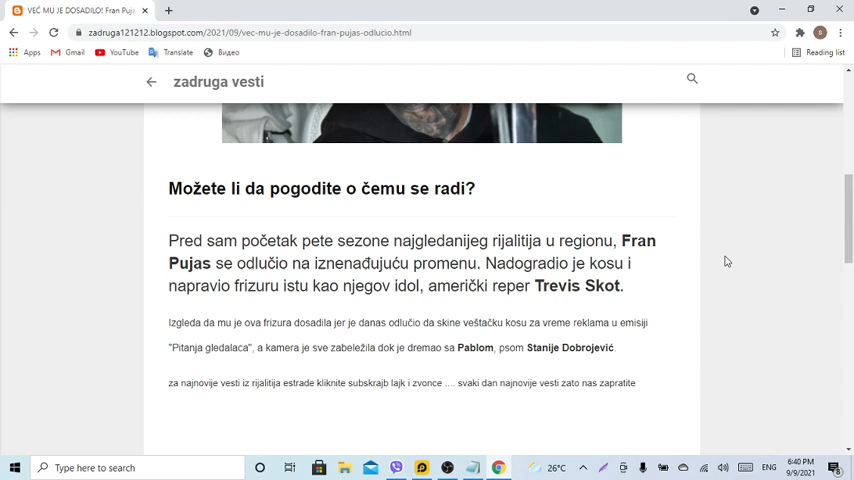 VEĆ MU JE DOSADILO! Fran Puja
zadruga121212.blogspot.com/2021/09/vec-mu-je-dosadilo-fran-pujas-odlucio.html
Apps Gmail YouTube Translate Видео Reading list
zadruga vesti
Možete li da pogodite o čemu se radi?
Pred sam početak pete sezone najgledanijeg rijalitija u regionu, Fran
Pujas se odlučio na iznenađujuću promenu. Nadogradio je kosu i
napravio frizuru istu kao njegov idol, američki reper Trevis Skot.
Izgleda da mu je ova frizura dosadila jer je danas odlučio da skine veštačku kosu za vreme reklama u emisiji
"Pitanja gledalaca", a kamera je sve zabeležila dok je dremao sa Pablom, psom Stanije Dobrojević.
za najnovije vesti iz rijalitija estrade kliknite subskrajb lajk i zvonce .... svaki dan najnovije vesti zato nas zapratite
Type here to search
26°C
ENG
6:40 PM
9/9/2021